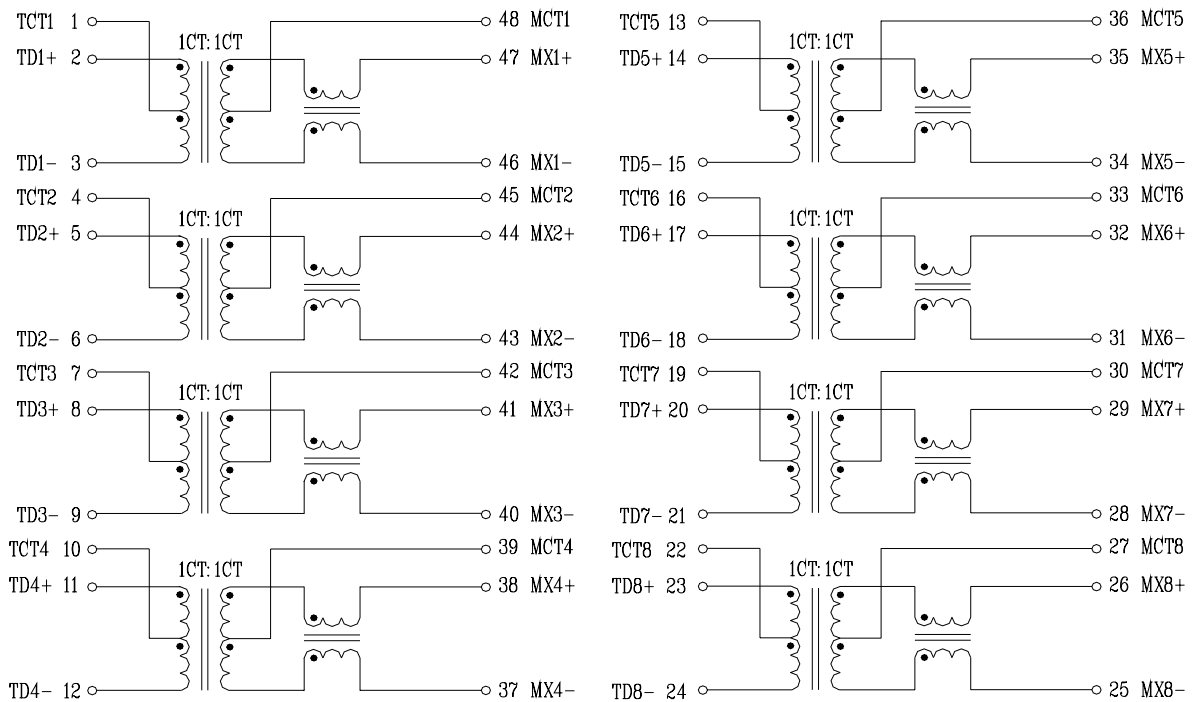 TCT1 1
48 MCT1
1CT:1CT
TD1+ 2
47 MX1+
TD1- 3
46 MX1-
TCT2 4
45 MCT2
1CT:1CT
TD2+ 5
44 MX2+
TD2- 6
43 MX2-
TCT3 7
42 MCT3
1CT:1CT
TD3+ 8
41 MX3+
TD3- 9
40 MX3-
TCT4 10
39 MCT4
1CT:1CT
TD4+ 11
38 MX4+
TD4- 12
37 MX4-
TCT5 13
36 MCT5
1CT:1CT
TD5+ 14
35 MX5+
TD5- 15
34 MX5-
TCT6 16
33 MCT6
1CT:1CT
TD6+ 17
32 MX6+
TD6- 18
31 MX6-
TCT7 19
30 MCT7
1CT:1CT
TD7+ 20
29 MX7+
TD7- 21
28 MX7-
TCT8 22
27 MCT8
1CT:1CT
TD8+ 23
26 MX8+
TD8- 24
25 MX8-